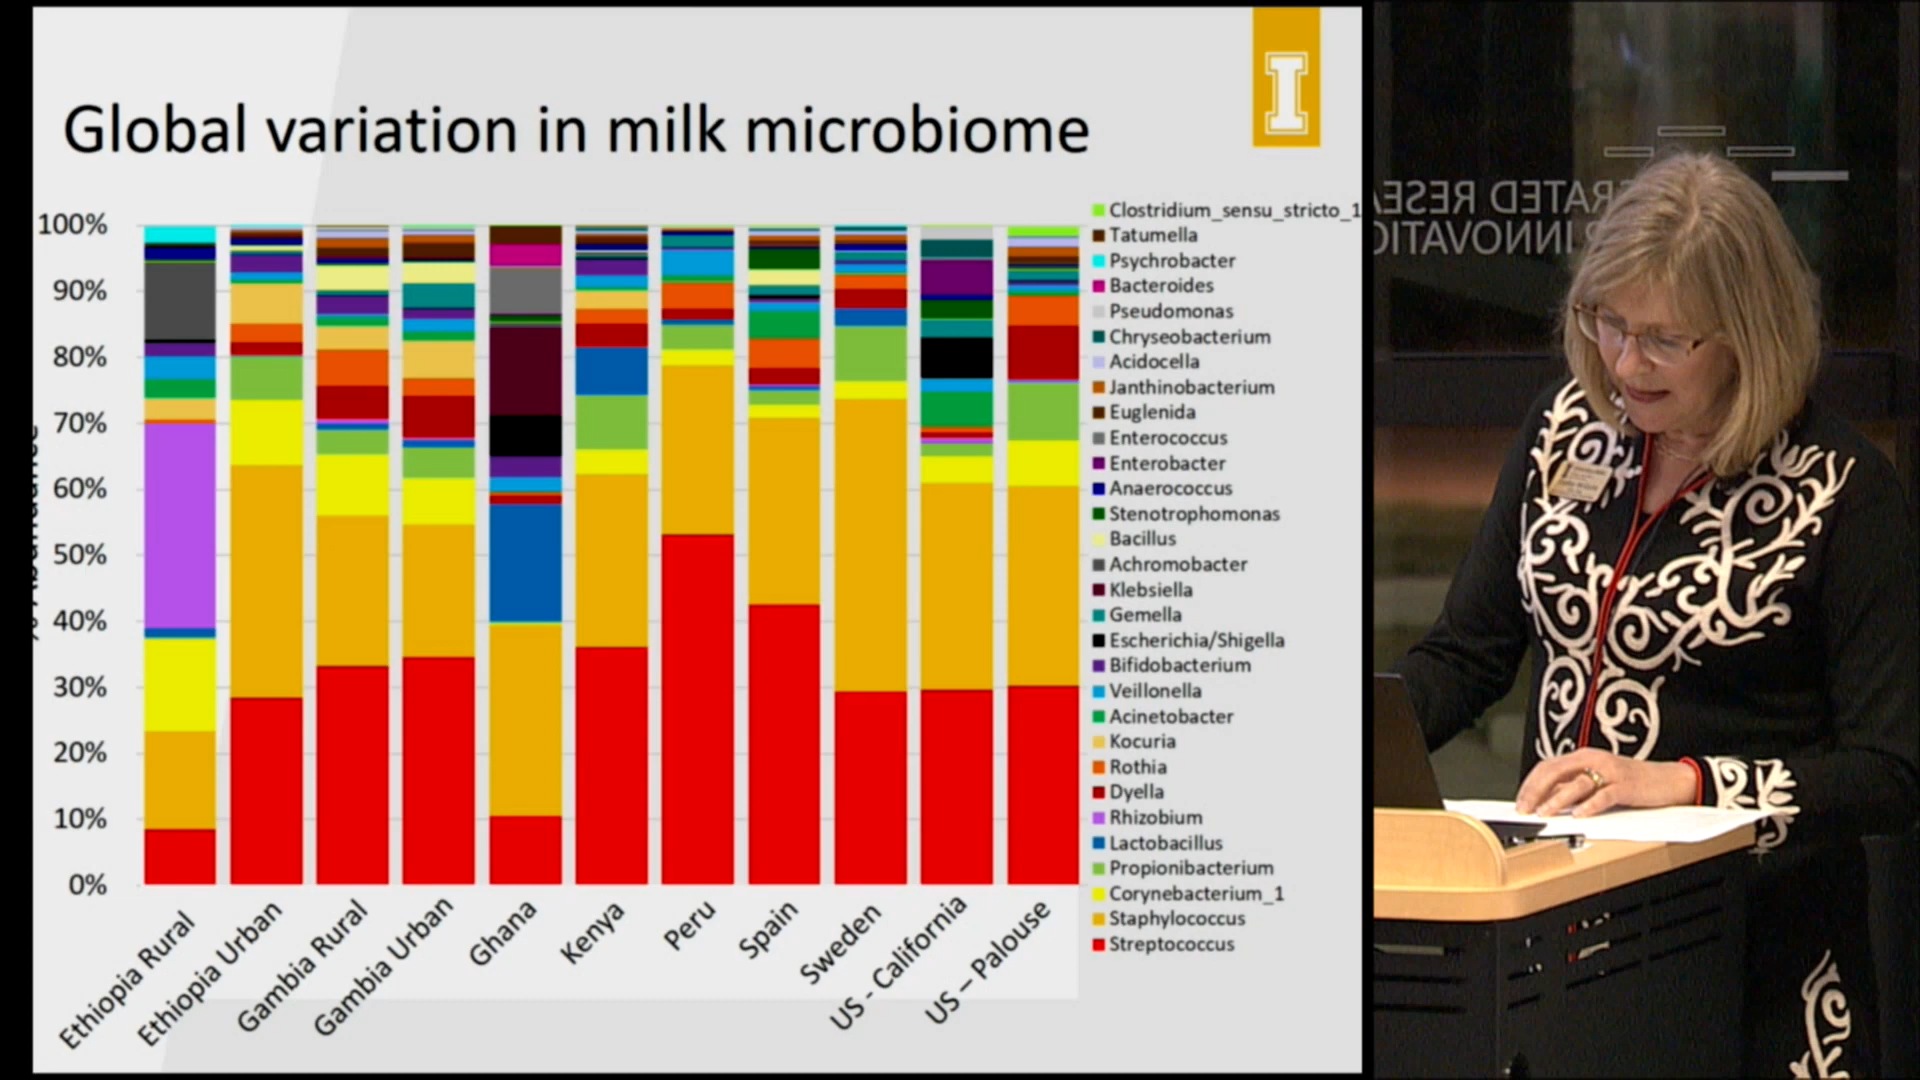 Global variation in milk microbiome
I
100%
90%
80%
70%
60%
50%
40%
30%
20%
10%
0%
Ethiopia Rural
Ethiopia Urban
Gambia Rural
Gambia Urban
Ghana
Kenya
Peru
Spain
Sweden
US - California
US – Palouse
Clostridium_sensu_stricto_1
Tatumella
Psychrobacter
Bacteroides
Pseudomonas
Chryseobacterium
Acidocella
Janthinobacterium
Euglenida
Enterococcus
Enterobacter
Anaerococcus
Stenotrophomonas
Bacillus
Achromobacter
Klebsiella
Gemella
Escherichia/Shigella
Bifidobacterium
Veillonella
Acinetobacter
Kocuria
Rothia
Dyella
Rhizobium
Lactobacillus
Propionibacterium
Corynebacterium_1
Staphylococcus
Streptococcus